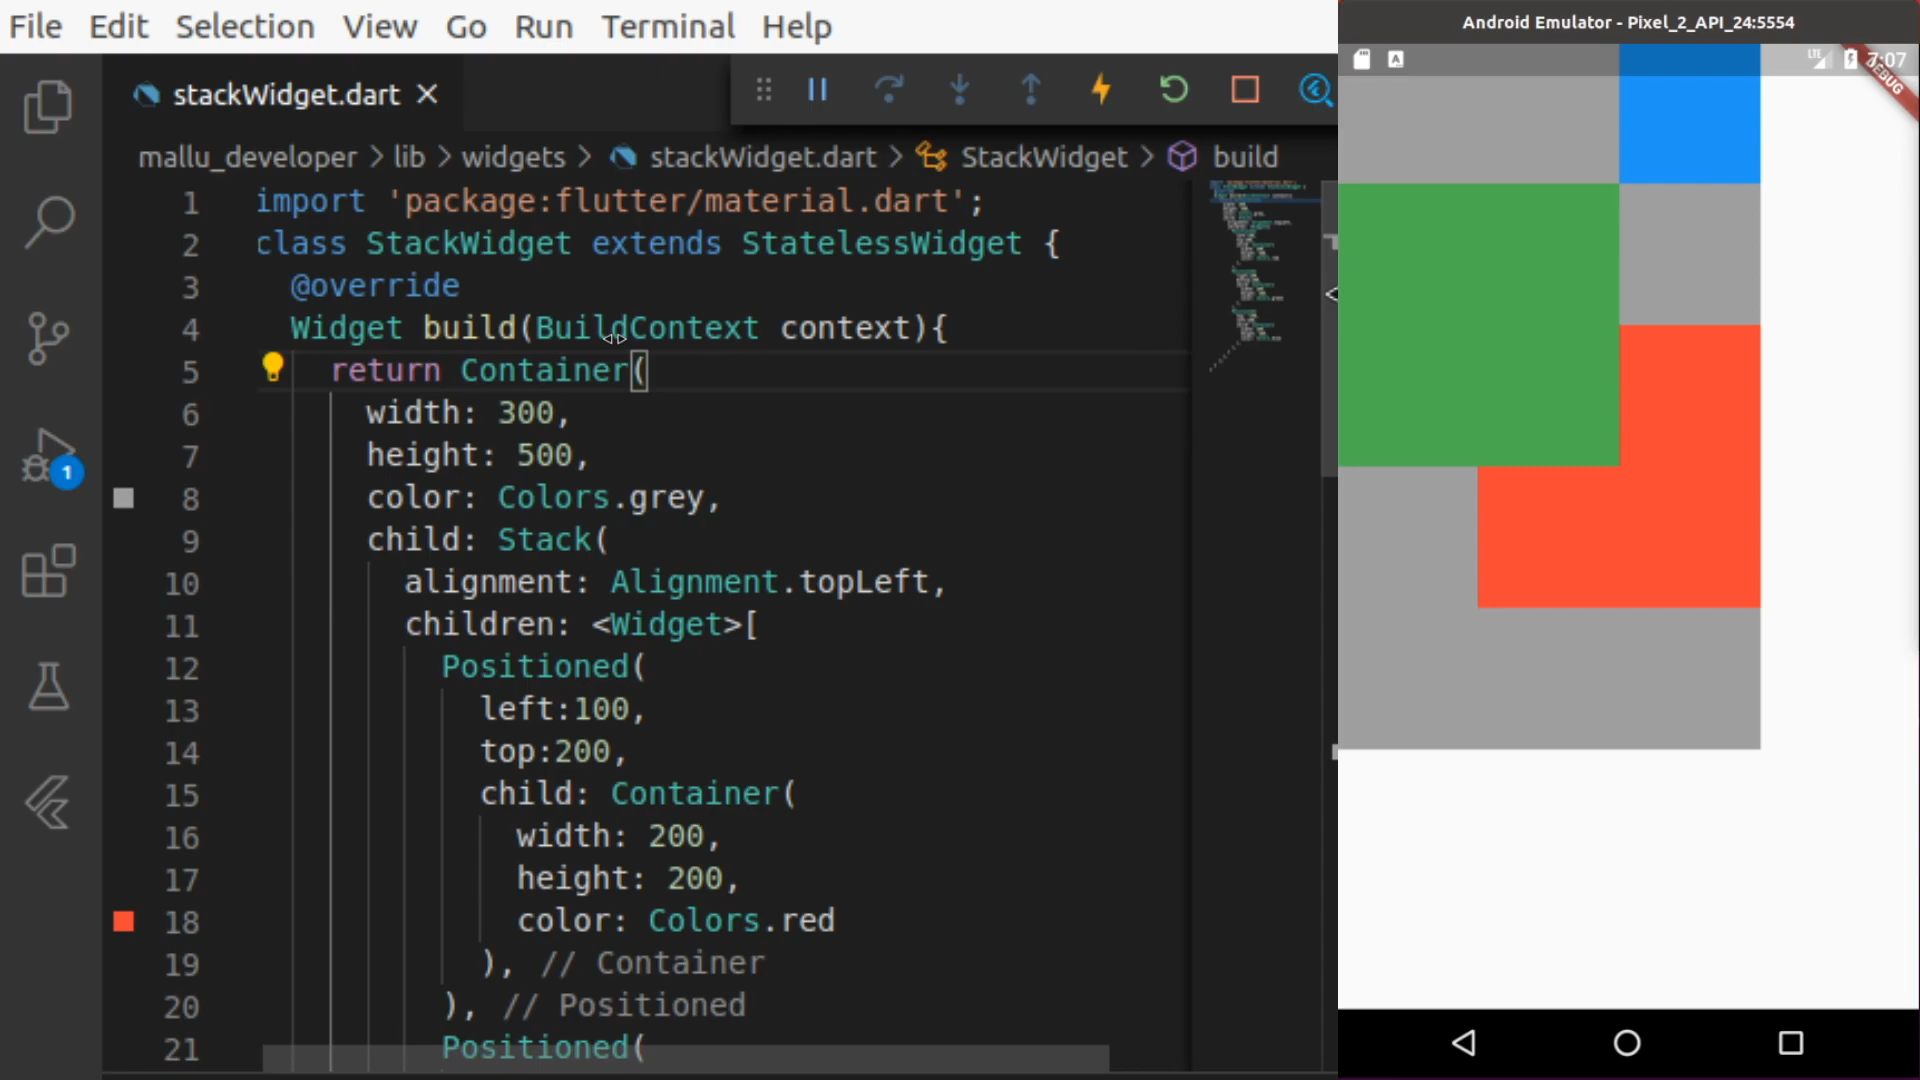 File Edit Selection View Go Run Terminal Help
Android Emulator - Pixel_2_API_24:5554
stackWidget.dart
LTE
7:07
DEBUG
A
mallu_developer > lib > widgets > stackWidget.dart > StackWidget > build
1 import 'package:flutter/material.dart';
2 class StackWidget extends StatelessWidget {
3 @override
4 Widget build(BuildContext context){
5 return Container(
6 width: 300,
7 height: 500,
1
8 color: Colors.grey,
9 child: Stack(
10 alignment: Alignment.topLeft,
11 children: <Widget>[
12 Positioned(
13 left:100,
14 top:200,
15 child: Container(
16 width: 200,
17 height: 200,
18 color: Colors.red
19 ), // Container
20 ), // Positioned
21 Positioned(